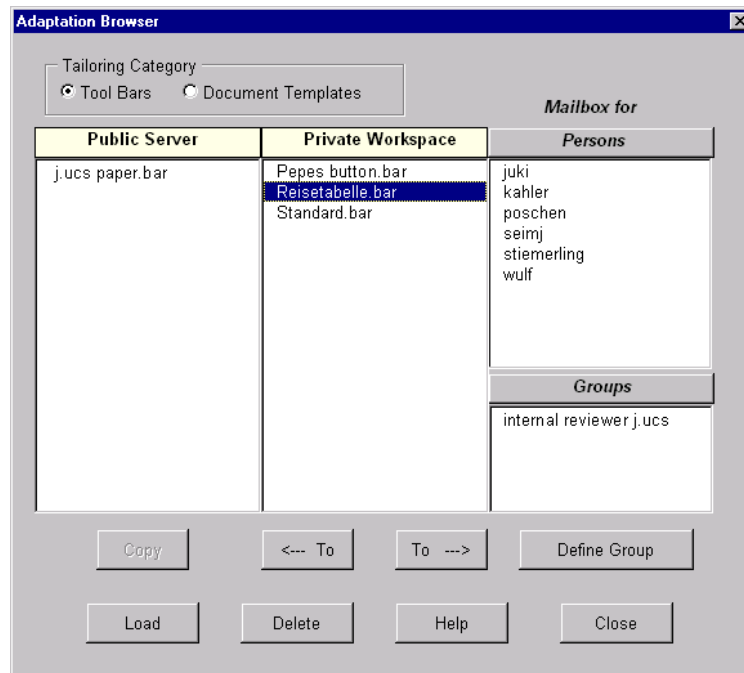 Adaptation Browser
Tailoring Category
Tool Bars
Document Templates
Mailbox for
Public Server
Private Workspace
Persons
j.ucs paper.bar
Pepes button.bar
Reisetabelle.bar
Standard.bar
juki
kahler
poschen
seimj
stiemerling
wulf
Groups
internal reviewer j.ucs
Copy
<--- To
To --->
Define Group
Load
Delete
Help
Close